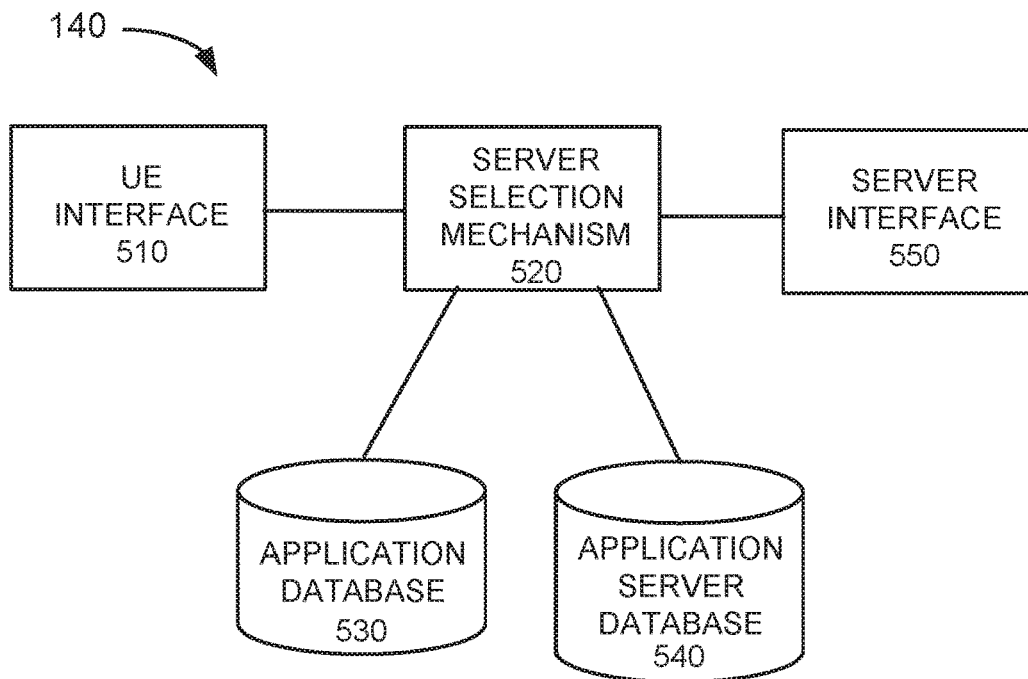 140
UE
INTERFACE
510
SERVER
SELECTION
MECHANISM
520
SERVER
INTERFACE
550
APPLICATION
DATABASE
530
APPLICATION
SERVER
DATABASE
540